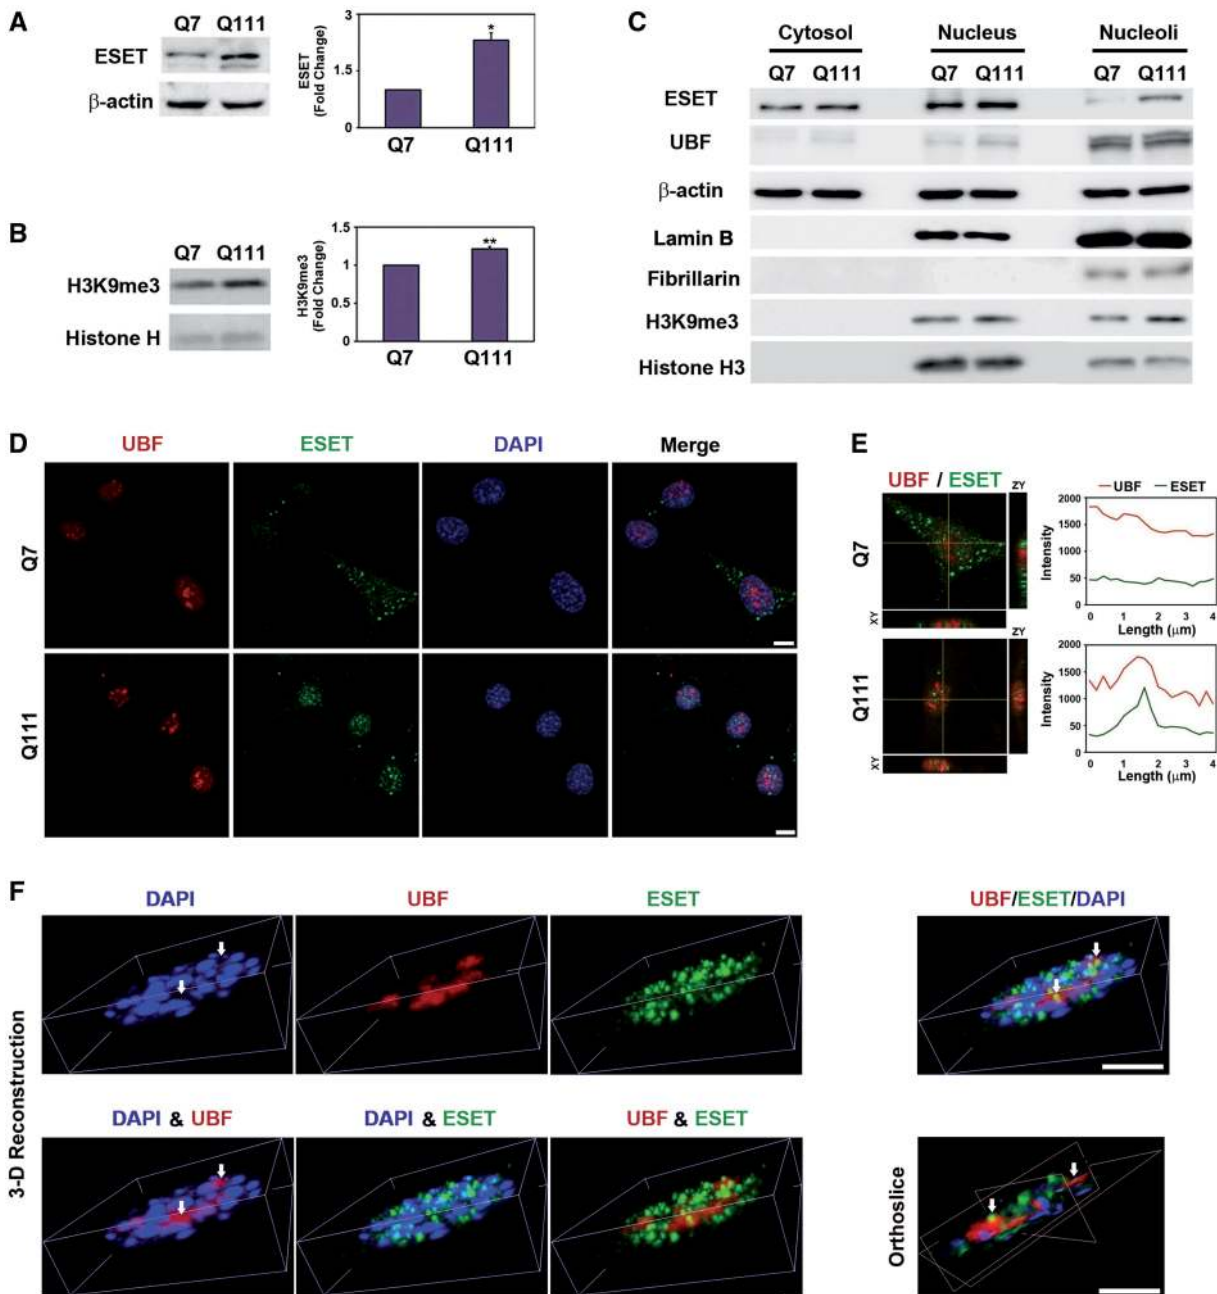 A
Q7 Q111
ESET
β-actin
3
1.5
0
ESET
(Fold Change)
*
Q7 Q111
B
Q7 Q111
H3K9me3
Histone H
1.5
1
0.5
0
H3K9me3
(Fold Change)
**
Q7 Q111
C
Cytosol Nucleus Nucleoli
Q7 Q111 Q7 Q111 Q7 Q111
ESET
UBF
β-actin
Lamin B
Fibrillarin
H3K9me3
Histone H3
D
UBF ESET DAPI Merge
Q7
Q111
E
UBF / ESET
ZY
Q7
XY
UBF ESET
2000
1500
1000
50
0
Intensity
0 1 2 3 4
Length (μm)
ZY
Q111
XY
2000
1500
1000
50
0
Intensity
0 1 2 3 4
Length (μm)
F
3-D Reconstruction
DAPI UBF ESET UBF/ESET/DAPI
DAPI & UBF DAPI & ESET UBF & ESET
Orthoslice